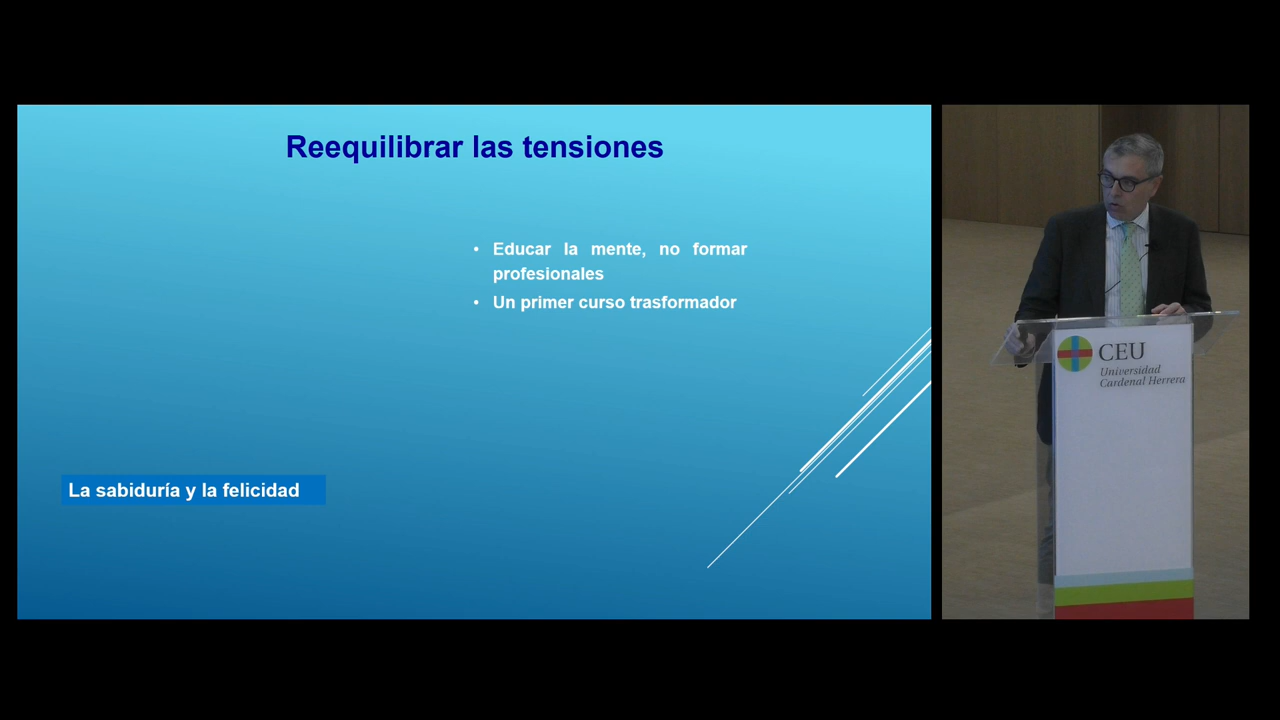 Reequilibrar las tensiones
• Educar la mente, no formar
profesionales
• Un primer curso trasformador
La sabiduría y la felicidad
CEU
Universidad
Cardenal Herrera